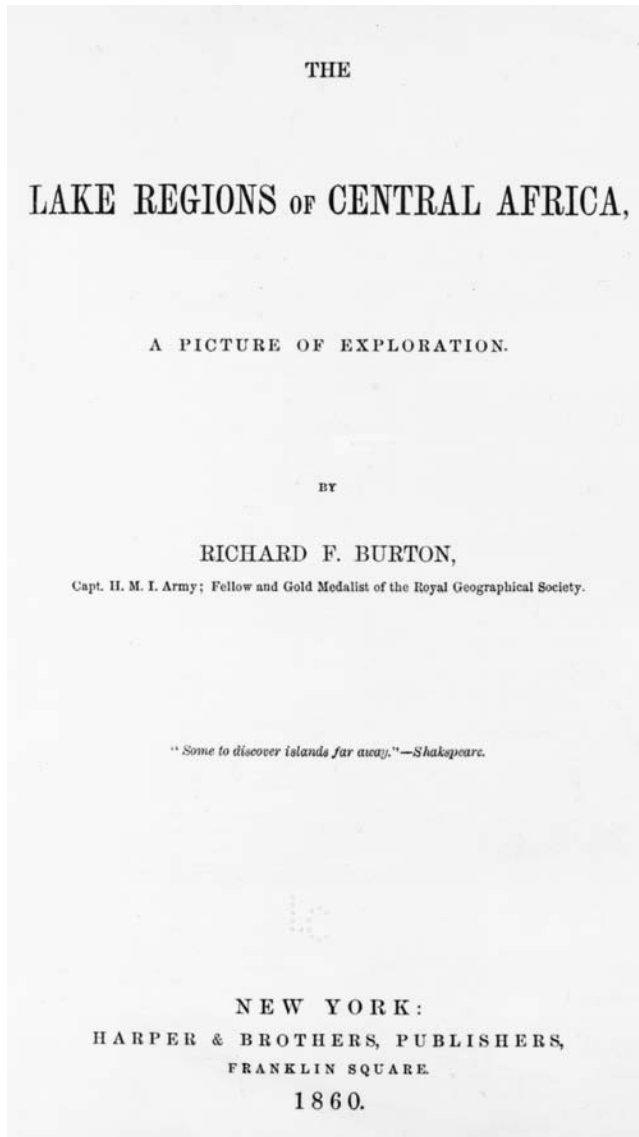 THE
LAKE REGIONS OF CENTRAL AFRICA,
A PICTURE OF EXPLORATION.
BY
RICHARD F. BURTON,
Capt. H. M. I. Army; Fellow and Gold Medalist of the Royal Geographical Society.
"Some to discover islands far away."—Shakspeare.
NEW YORK:
HARPER & BROTHERS, PUBLISHERS,
FRANKLIN SQUARE.
1860.